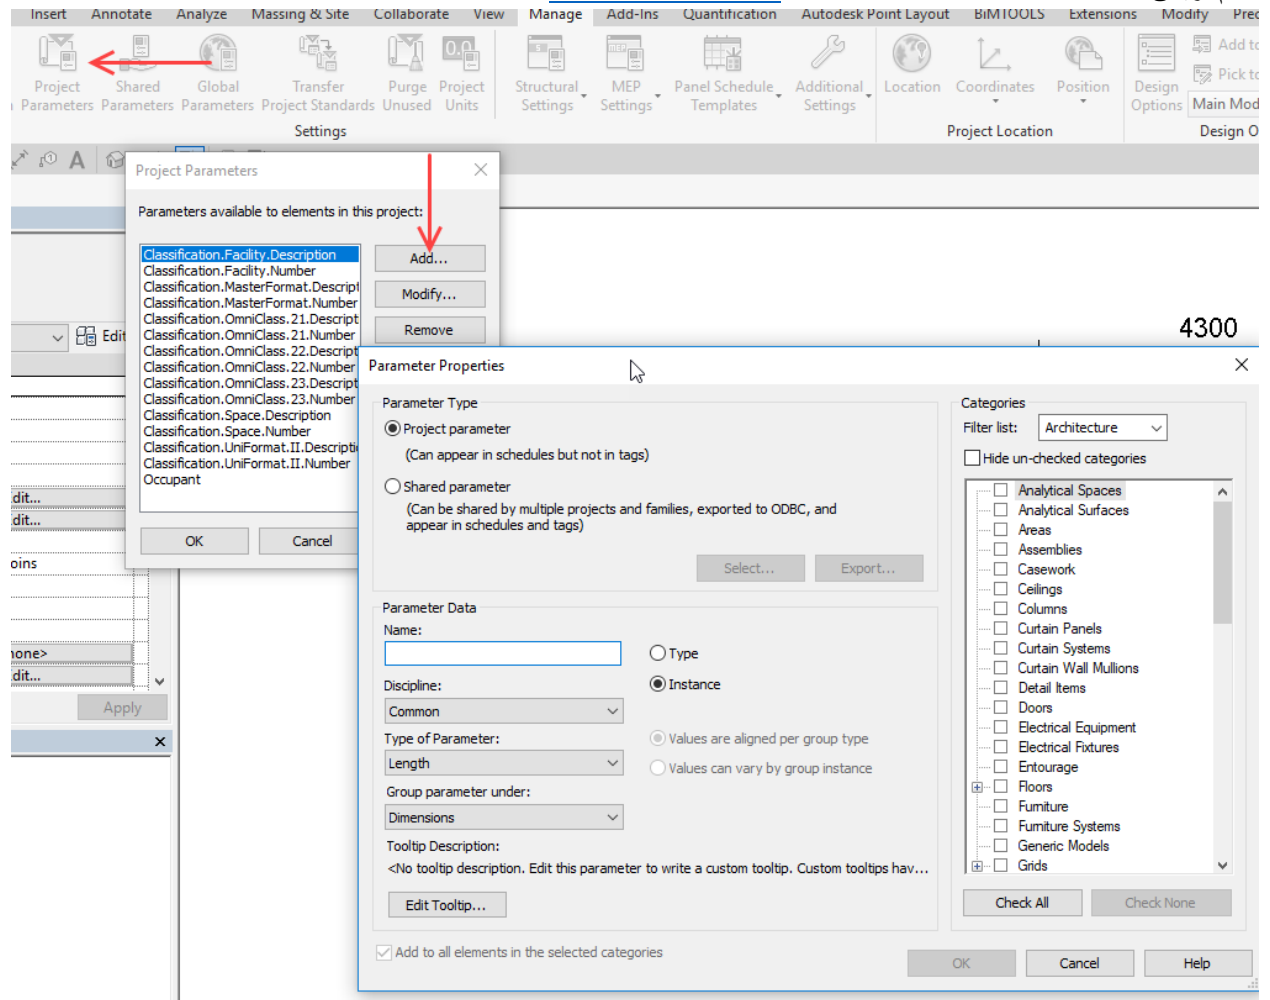 Insert Annotate Analyze Massing & Site Collaborate View Manage Add-Ins Quantification Autodesk Point Layout BIMTOOLS Extensions Modify
Project Shared Global Transfer Purge Project Structural MEP Panel Schedule Additional Location Coordinates Position Design Add to
Parameters Parameters Parameters Project Standards Unused Units Settings Settings Templates Settings Options Pick to
Main Mod
Settings Project Location Design O
A
Project Parameters
Parameters available to elements in this project:
Classification.Facility.Description
Classification.Facility.Number
Classification.MasterFormat.Descript
Classification.MasterFormat.Number
Classification.OmniClass.21.Descript
Classification.OmniClass.21.Number
Classification.OmniClass.22.Descript
Classification.OmniClass.22.Number
Classification.OmniClass.23.Descript
Classification.OmniClass.23.Number
Classification.Space.Description
Classification.Space.Number
Classification.UniFormat.II.Descripti
Classification.UniFormat.II.Number
Occupant
Add...
Modify...
Remove
OK Cancel
4300
Edit
dit...
dit...
oins
none>
dit...
Apply
Parameter Properties
Parameter Type
Project parameter
(Can appear in schedules but not in tags)
Shared parameter
(Can be shared by multiple projects and families, exported to ODBC, and
appear in schedules and tags)
Select... Export...
Parameter Data
Name:
Type
Instance
Discipline:
Common
Type of Parameter:
Length
Values are aligned per group type
Values can vary by group instance
Group parameter under:
Dimensions
Tooltip Description:
<No tooltip description. Edit this parameter to write a custom tooltip. Custom tooltips hav...
Edit Tooltip...
Add to all elements in the selected categories
Categories
Filter list: Architecture
Hide un-checked categories
Analytical Spaces
Analytical Surfaces
Areas
Assemblies
Casework
Ceilings
Columns
Curtain Panels
Curtain Systems
Curtain Wall Mullions
Detail Items
Doors
Electrical Equipment
Electrical Fixtures
Entourage
Floors
Furniture
Furniture Systems
Generic Models
Grids
Check All Check None
OK Cancel Help